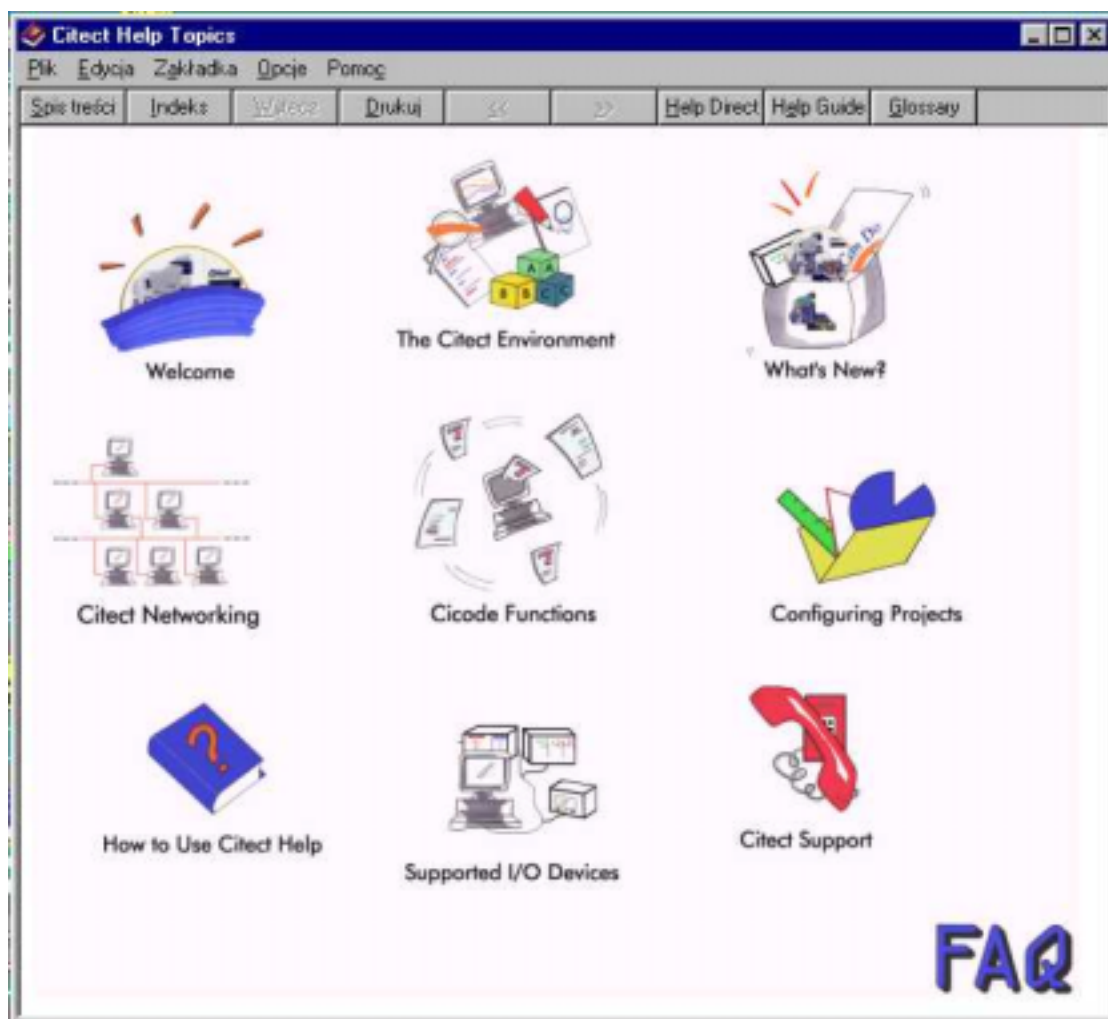 Citect Help Topics
Plik Edycja Zakładka Opcje Pomoc
Spis treści Indeks Wstecz Drukuj << >> Help Direct Help Guide Glossary
Welcome
The Citect Environment
What's New?
Citect Networking
Cicode Functions
Configuring Projects
How to Use Citect Help
Supported I/O Devices
Citect Support
A A
B B C C
FAQ